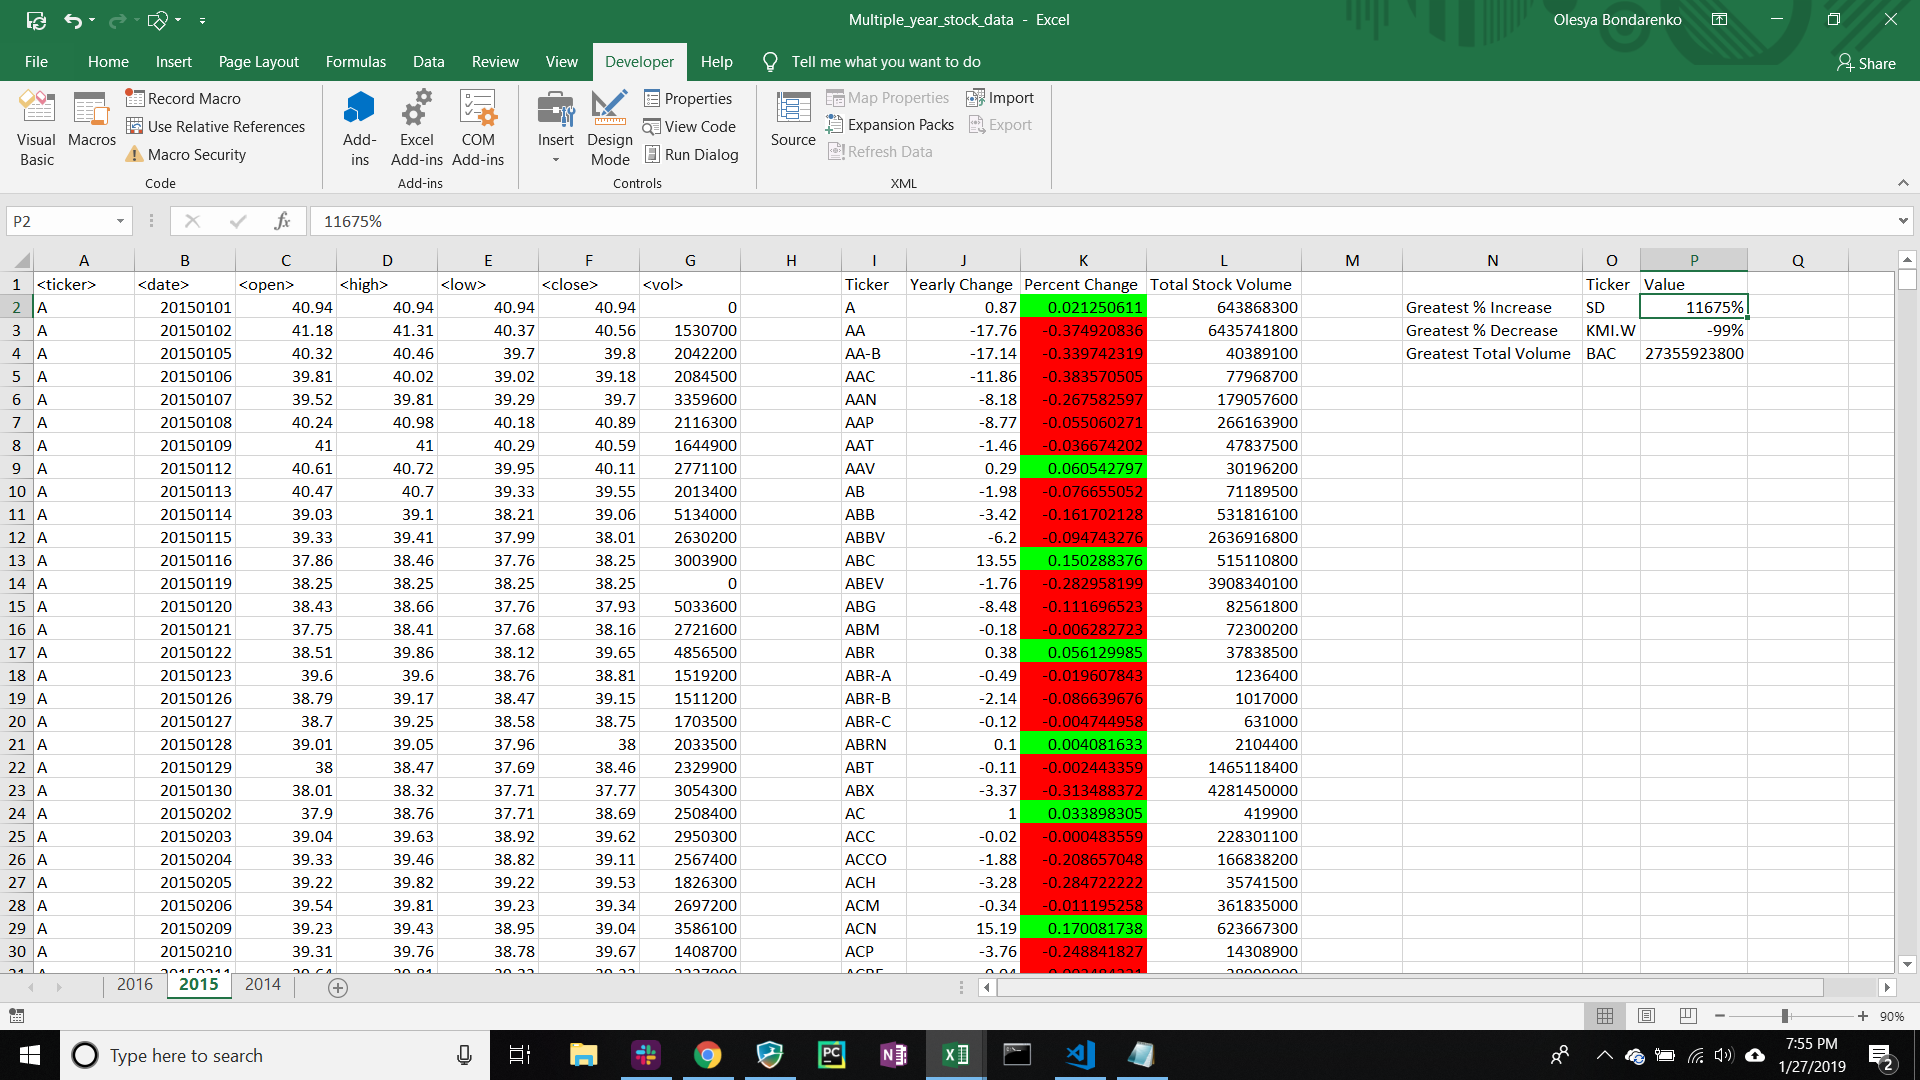 Multiple_year_stock_data - Excel
Olesya Bondarenko
File Home Insert Page Layout Formulas Data Review View Developer Help Tell me what you want to do Share
Visual Basic
Macros
Record Macro
Use Relative References
Macro Security
Code
Add-ins
Excel Add-ins
COM Add-ins
Add-ins
Insert
Design Mode
Properties
View Code
Run Dialog
Controls
Source
Map Properties
Expansion Packs
Refresh Data
Import
Export
XML
P2 fx 11675%
A B C D E F G H I J K L M N O P Q
1 <ticker> <date> <open> <high> <low> <close> <vol> Ticker Yearly Change Percent Change Total Stock Volume Ticker Value
2 A 20150101 40.94 40.94 40.94 40.94 0 A 0.87 0.021250611 643868300 Greatest % Increase SD 11675%
3 A 20150102 41.18 41.31 40.37 40.56 1530700 AA -17.76 -0.374920836 6435741800 Greatest % Decrease KMI.W -99%
4 A 20150105 40.32 40.46 39.7 39.8 2042200 AA-B -17.14 -0.339742319 40389100 Greatest Total Volume BAC 27355923800
5 A 20150106 39.81 40.02 39.02 39.18 2084500 AAC -11.86 -0.383570505 77968700
6 A 20150107 39.52 39.81 39.29 39.7 3359600 AAN -8.18 -0.267582597 179057600
7 A 20150108 40.24 40.98 40.18 40.89 2116300 AAP -8.77 -0.055060271 266163900
8 A 20150109 41 41 40.29 40.59 1644900 AAT -1.46 -0.036674202 47837500
9 A 20150112 40.61 40.72 39.95 40.11 2771100 AAV 0.29 0.060542797 30196200
10 A 20150113 40.47 40.7 39.33 39.55 2013400 AB -1.98 -0.076655052 71189500
11 A 20150114 39.03 39.1 38.21 39.06 5134000 ABB -3.42 -0.161702128 531816100
12 A 20150115 39.33 39.41 37.99 38.01 2630200 ABBV -6.2 -0.094743276 2636916800
13 A 20150116 37.86 38.46 37.76 38.25 3003900 ABC 13.55 0.150288376 515110800
14 A 20150119 38.25 38.25 38.25 38.25 0 ABEV -1.76 -0.282958199 3908340100
15 A 20150120 38.43 38.66 37.76 37.93 5033600 ABG -8.48 -0.111696523 82561800
16 A 20150121 37.75 38.41 37.68 38.16 2721600 ABM -0.18 -0.006282723 72300200
17 A 20150122 38.51 39.86 38.12 39.65 4856500 ABR 0.38 0.056129985 37838500
18 A 20150123 39.6 39.6 38.76 38.81 1519200 ABR-A -0.49 -0.019607843 1236400
19 A 20150126 38.79 39.17 38.47 39.15 1511200 ABR-B -2.14 -0.086639676 1017000
20 A 20150127 38.7 39.25 38.58 38.75 1703500 ABR-C -0.12 -0.004744958 631000
21 A 20150128 39.01 39.05 37.96 38 2033500 ABRN 0.1 0.004081633 2104400
22 A 20150129 38 38.47 37.69 38.46 2329900 ABT -0.11 -0.002443359 1465118400
23 A 20150130 38.01 38.32 37.71 37.77 3054300 ABX -3.37 -0.313488372 4281450000
24 A 20150202 37.9 38.76 37.71 38.69 2508400 AC 1 0.033898305 419900
25 A 20150203 39.04 39.63 38.92 39.62 2950300 ACC -0.02 -0.000483559 228301100
26 A 20150204 39.33 39.46 38.82 39.11 2567400 ACCO -1.88 -0.208657048 166838200
27 A 20150205 39.22 39.82 39.22 39.53 1826300 ACH -3.28 -0.284722222 35741500
28 A 20150206 39.54 39.81 39.23 39.34 2697200 ACM -0.34 -0.011195258 361835000
29 A 20150209 39.23 39.43 38.95 39.04 3586100 ACN 15.19 0.170081738 623667300
30 A 20150210 39.31 39.76 38.78 39.67 1408700 ACP -3.76 -0.248841827 14308900
2016 2015 2014
90%
Type here to search
7:55 PM
1/27/2019
2